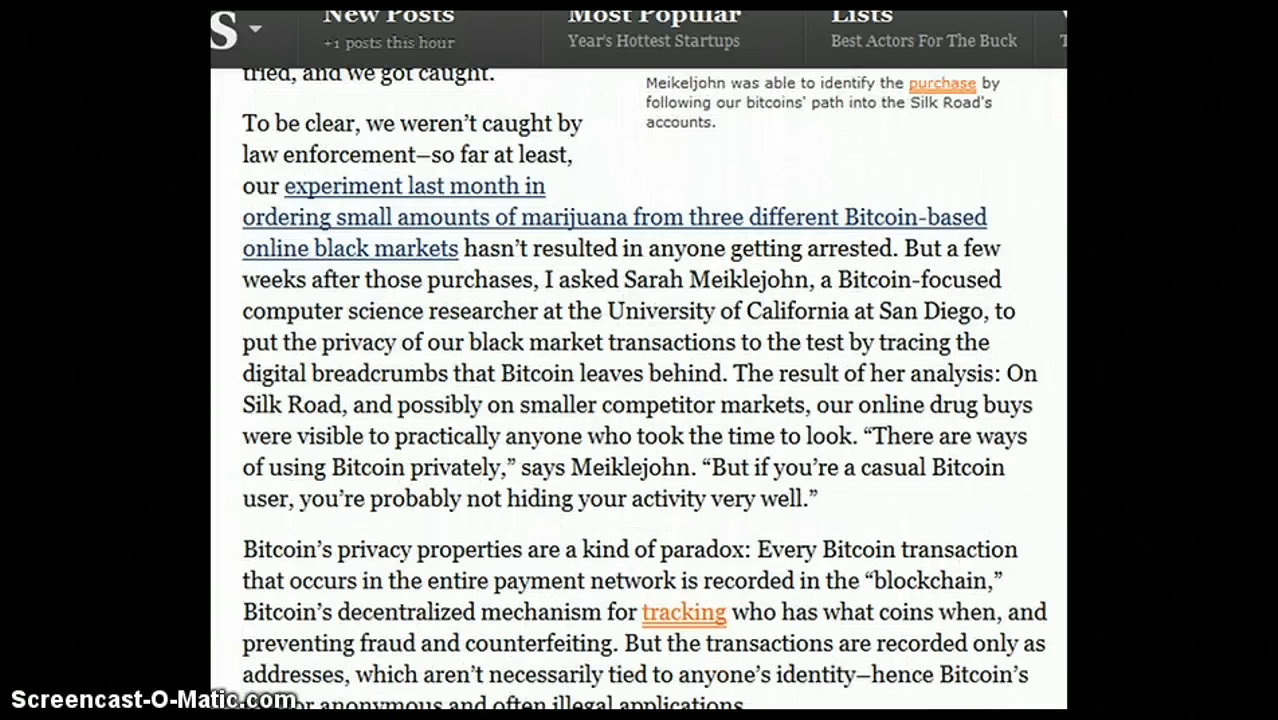 S
New Posts
+1 posts this hour
Most Popular
Year's Hottest Startups
Lists
Best Actors For The Buck
tried, and we got caught.
Meikeljohn was able to identify the purchase by
following our bitcoins' path into the Silk Road's
accounts.
To be clear, we weren’t caught by
law enforcement–so far at least,
our experiment last month in
ordering small amounts of marijuana from three different Bitcoin-based
online black markets hasn’t resulted in anyone getting arrested. But a few
weeks after those purchases, I asked Sarah Meiklejohn, a Bitcoin-focused
computer science researcher at the University of California at San Diego, to
put the privacy of our black market transactions to the test by tracing the
digital breadcrumbs that Bitcoin leaves behind. The result of her analysis: On
Silk Road, and possibly on smaller competitor markets, our online drug buys
were visible to practically anyone who took the time to look. “There are ways
of using Bitcoin privately,” says Meiklejohn. “But if you’re a casual Bitcoin
user, you’re probably not hiding your activity very well.”
Bitcoin’s privacy properties are a kind of paradox: Every Bitcoin transaction
that occurs in the entire payment network is recorded in the “blockchain,”
Bitcoin’s decentralized mechanism for tracking who has what coins when, and
preventing fraud and counterfeiting. But the transactions are recorded only as
addresses, which aren’t necessarily tied to anyone’s identity–hence Bitcoin’s
anonymous and often illegal applications.
Screencast-O-Matic.com